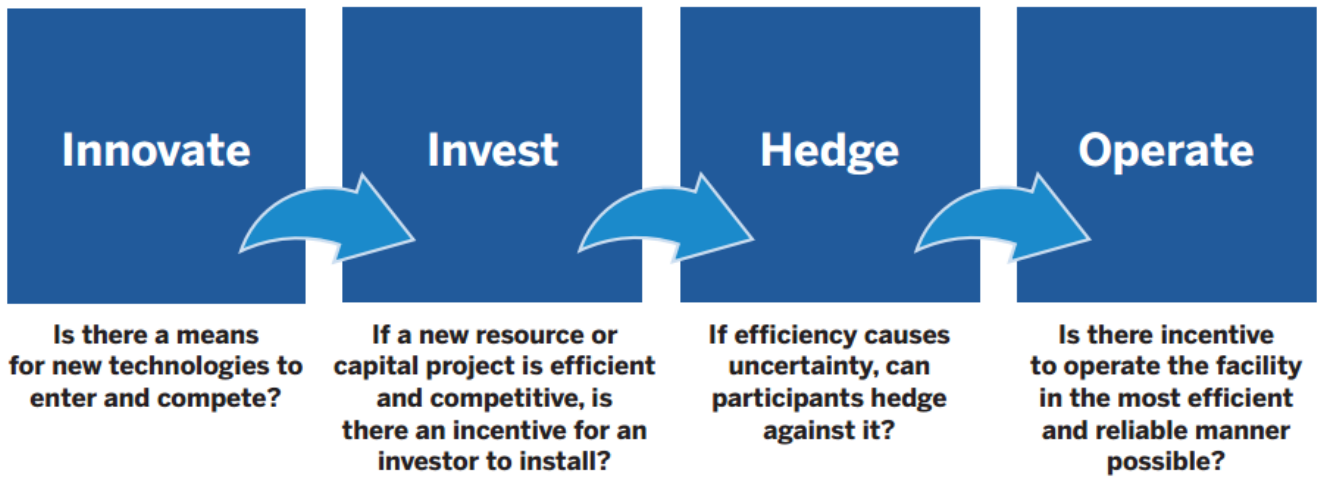 Innovate
Invest
Hedge
Operate
Is there a means
for new technologies to
enter and compete?
If a new resource or
capital project is efficient
and competitive, is
there an incentive for an
investor to install?
If efficiency causes
uncertainty, can
participants hedge
against it?
Is there incentive
to operate the facility
in the most efficient
and reliable manner
possible?